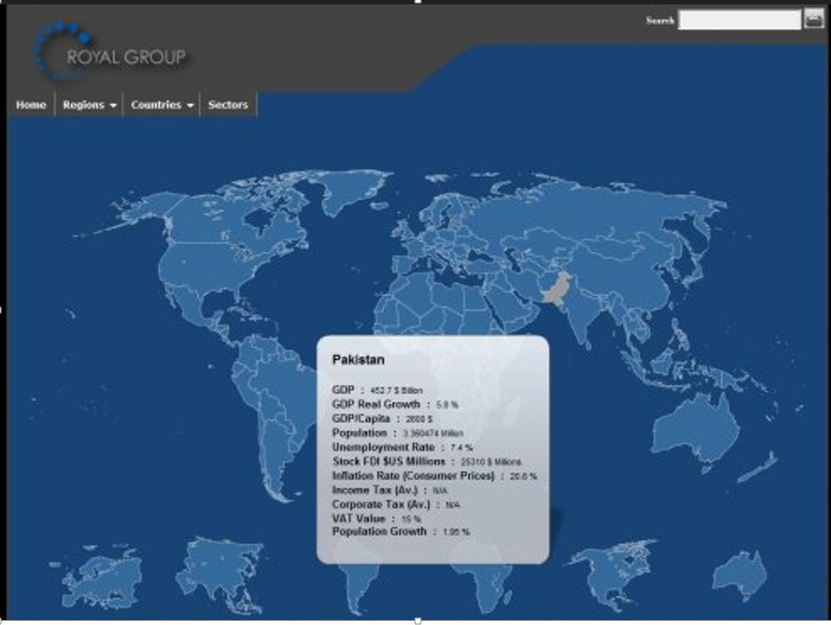 Search
ROYAL GROUP
Home Regions Countries Sectors
Pakistan
GDP : 452.7 $ Billion
GDP Real Growth : 5.8 %
GDP/Capita : 2600 $
Population : 3.360474 Million
Unemployment Rate : 7.4 %
Stock FDI $US Millions : 25310 $ Millions
Inflation Rate (Consumer Prices) : 20.8 %
Income Tax (Av.) : N/A
Corporate Tax (Av.) : N/A
VAT Value : 15 %
Population Growth : 1.95 %